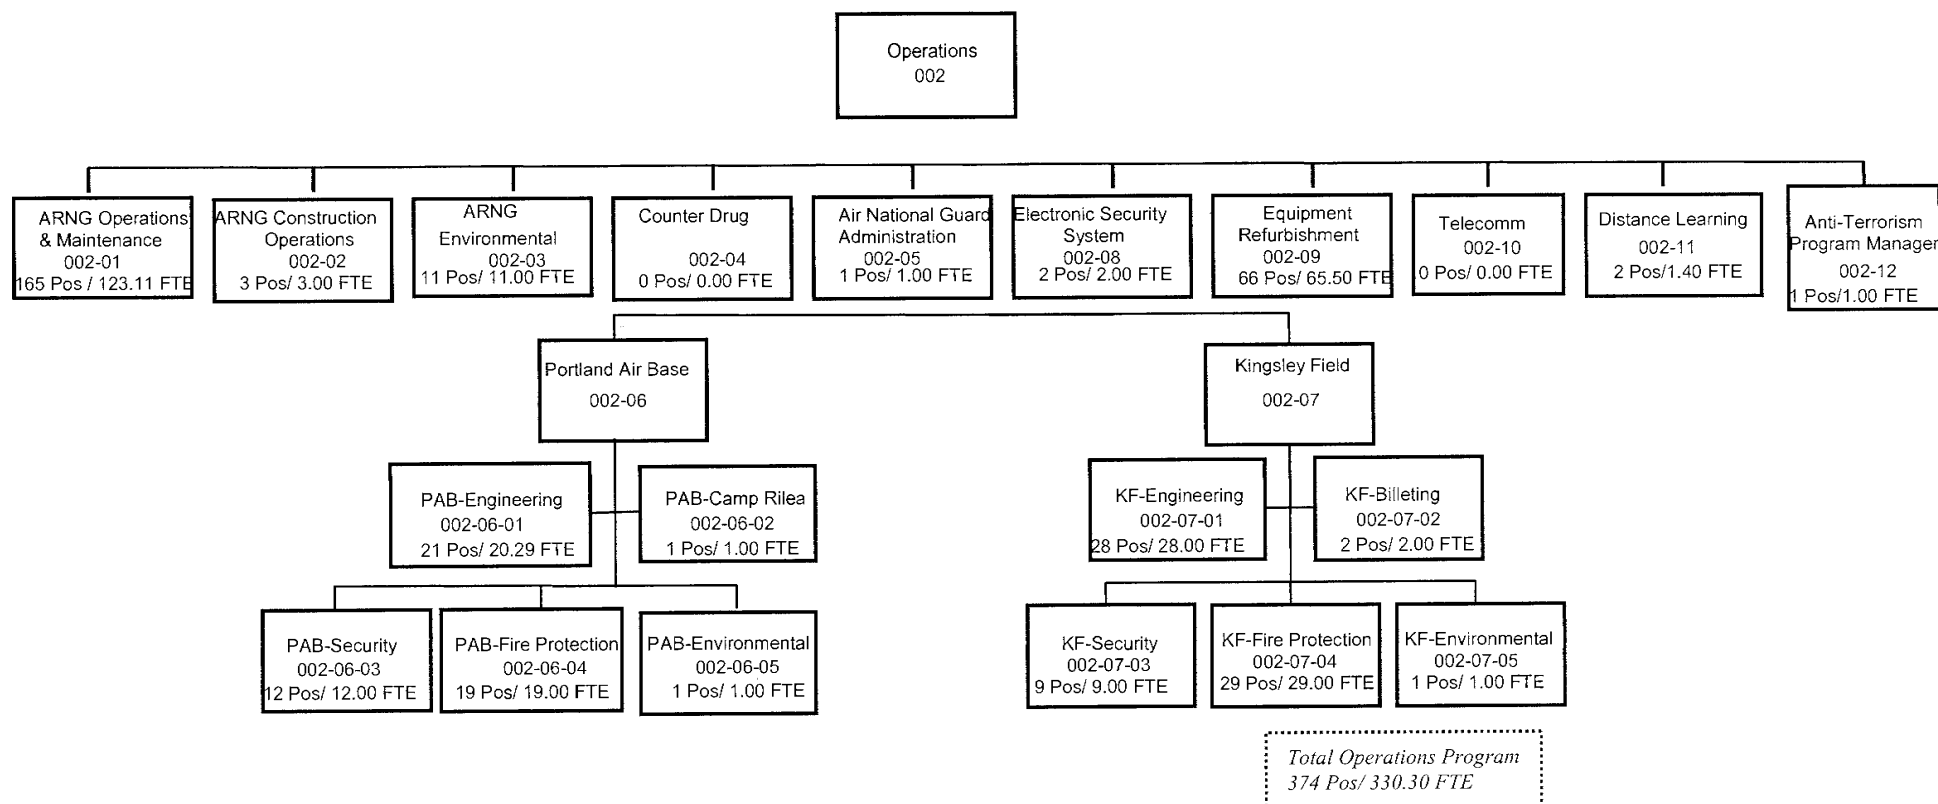 Operations
002
ARNG Operations
& Maintenance
002-01
165 Pos / 123.11 FTE
ARNG Construction
Operations
002-02
3 Pos/ 3.00 FTE
ARNG
Environmental
002-03
11 Pos/ 11.00 FTE
Counter Drug
002-04
0 Pos/ 0.00 FTE
Air National Guard
Administration
002-05
1 Pos/ 1.00 FTE
Electronic Security
System
002-08
2 Pos/ 2.00 FTE
Equipment
Refurbishment
002-09
66 Pos/ 65.50 FTE
Telecomm
002-10
0 Pos/ 0.00 FTE
Distance Learning
002-11
2 Pos/1.40 FTE
Anti-Terrorism
Program Manager
002-12
1 Pos/1.00 FTE
Portland Air Base
002-06
Kingsley Field
002-07
PAB-Engineering
002-06-01
21 Pos/ 20.29 FTE
PAB-Camp Rilea
002-06-02
1 Pos/ 1.00 FTE
KF-Engineering
002-07-01
28 Pos/ 28.00 FTE
KF-Billeting
002-07-02
2 Pos/ 2.00 FTE
PAB-Security
002-06-03
12 Pos/ 12.00 FTE
PAB-Fire Protection
002-06-04
19 Pos/ 19.00 FTE
PAB-Environmental
002-06-05
1 Pos/ 1.00 FTE
KF-Security
002-07-03
9 Pos/ 9.00 FTE
KF-Fire Protection
002-07-04
29 Pos/ 29.00 FTE
KF-Environmental
002-07-05
1 Pos/ 1.00 FTE
Total Operations Program
374 Pos/ 330.30 FTE